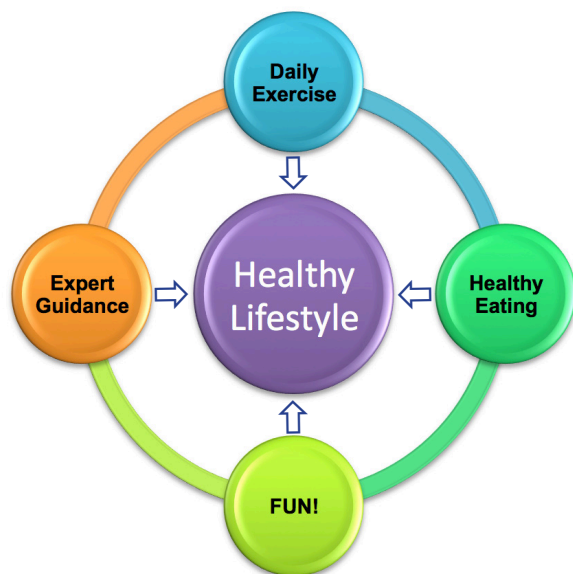 Daily
Exercise
Expert
Guidance
Healthy
Lifestyle
Healthy
Eating
FUN!